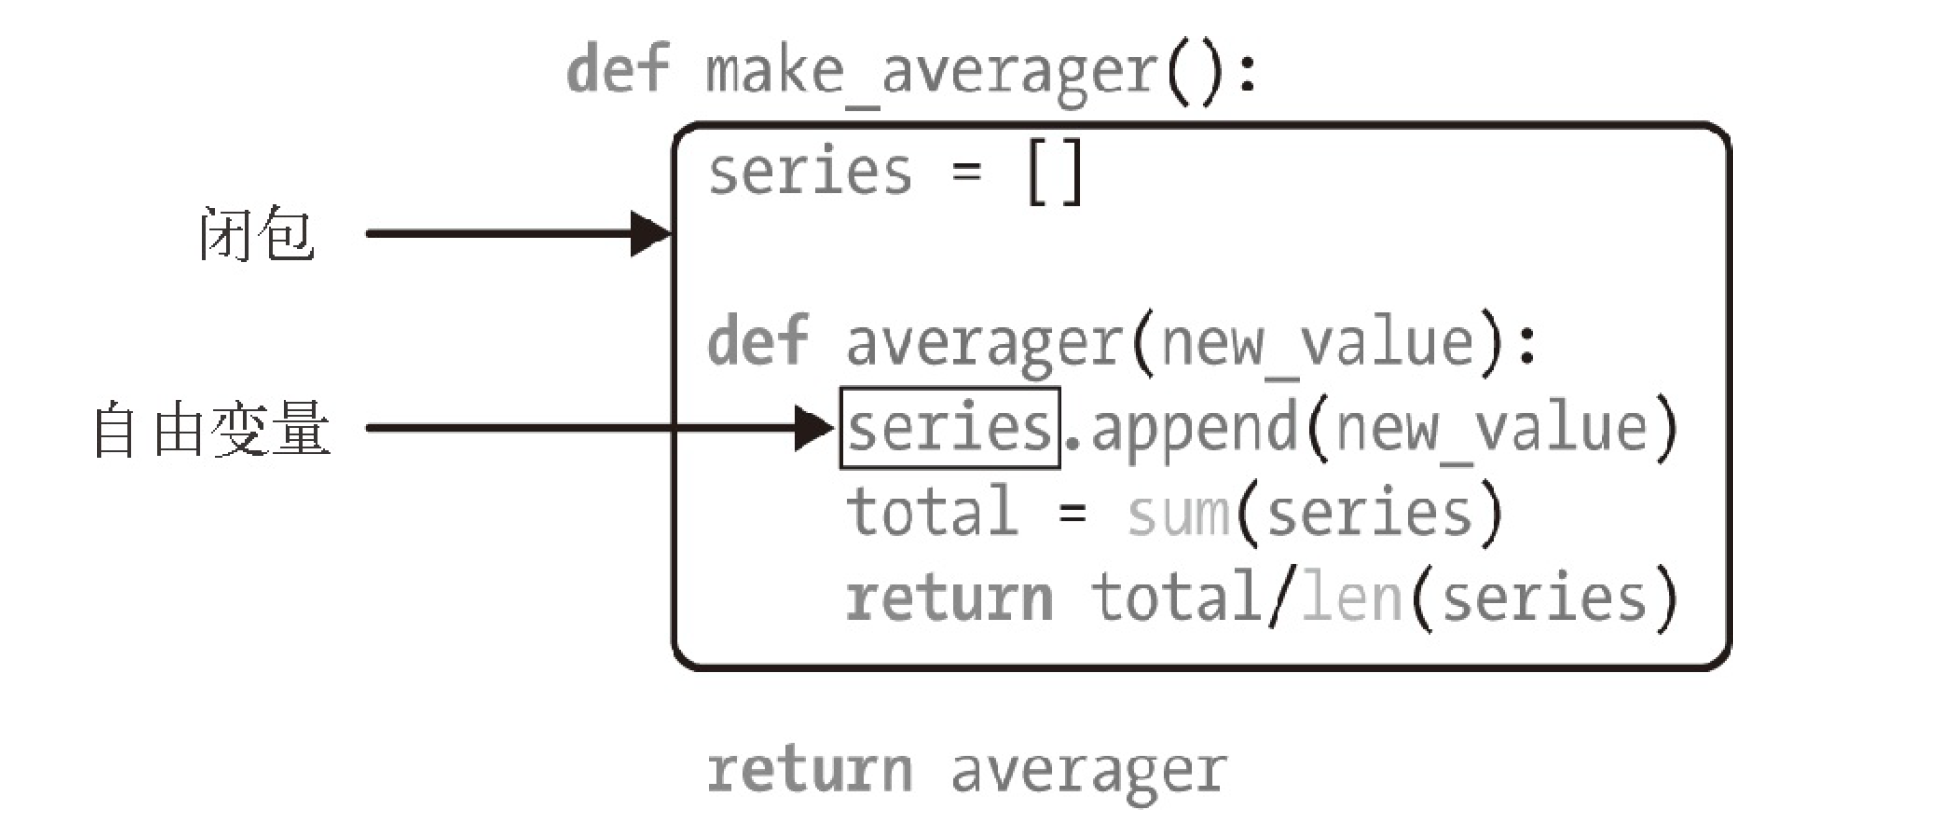 def make_averager():
series = []
闭包
def averager(new_value):
自由变量
series.append(new_value)
total = sum(series)
return total/len(series)
return averager